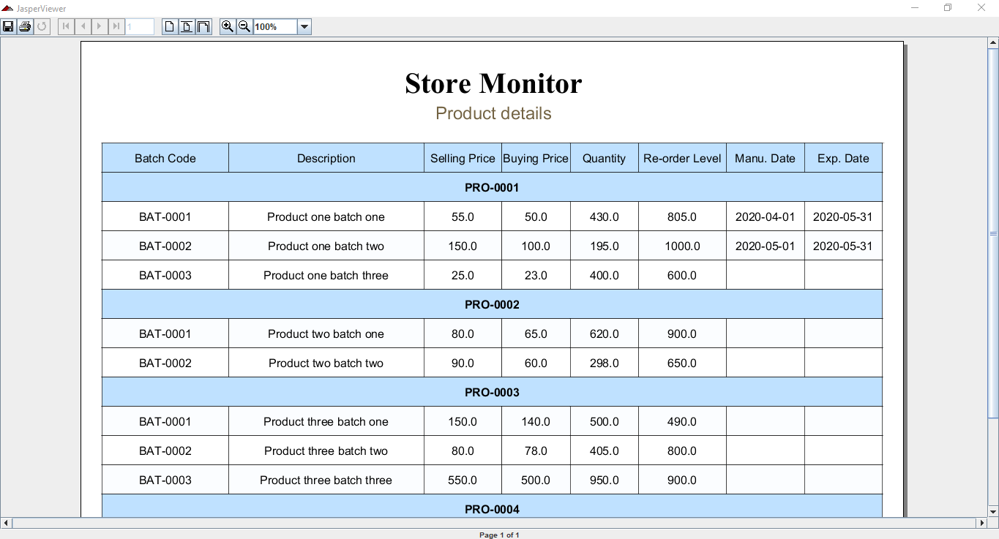 JasperViewer
1
100%
Store Monitor
Product details
Batch Code Description Selling Price Buying Price Quantity Re-order Level Manu. Date Exp. Date
PRO-0001
BAT-0001 Product one batch one 55.0 50.0 430.0 805.0 2020-04-01 2020-05-31
BAT-0002 Product one batch two 150.0 100.0 195.0 1000.0 2020-05-01 2020-05-31
BAT-0003 Product one batch three 25.0 23.0 400.0 600.0
PRO-0002
BAT-0001 Product two batch one 80.0 65.0 620.0 900.0
BAT-0002 Product two batch two 90.0 60.0 298.0 650.0
PRO-0003
BAT-0001 Product three batch one 150.0 140.0 500.0 490.0
BAT-0002 Product three batch two 80.0 78.0 405.0 800.0
BAT-0003 Product three batch three 550.0 500.0 950.0 900.0
PRO-0004
Page 1 of 1